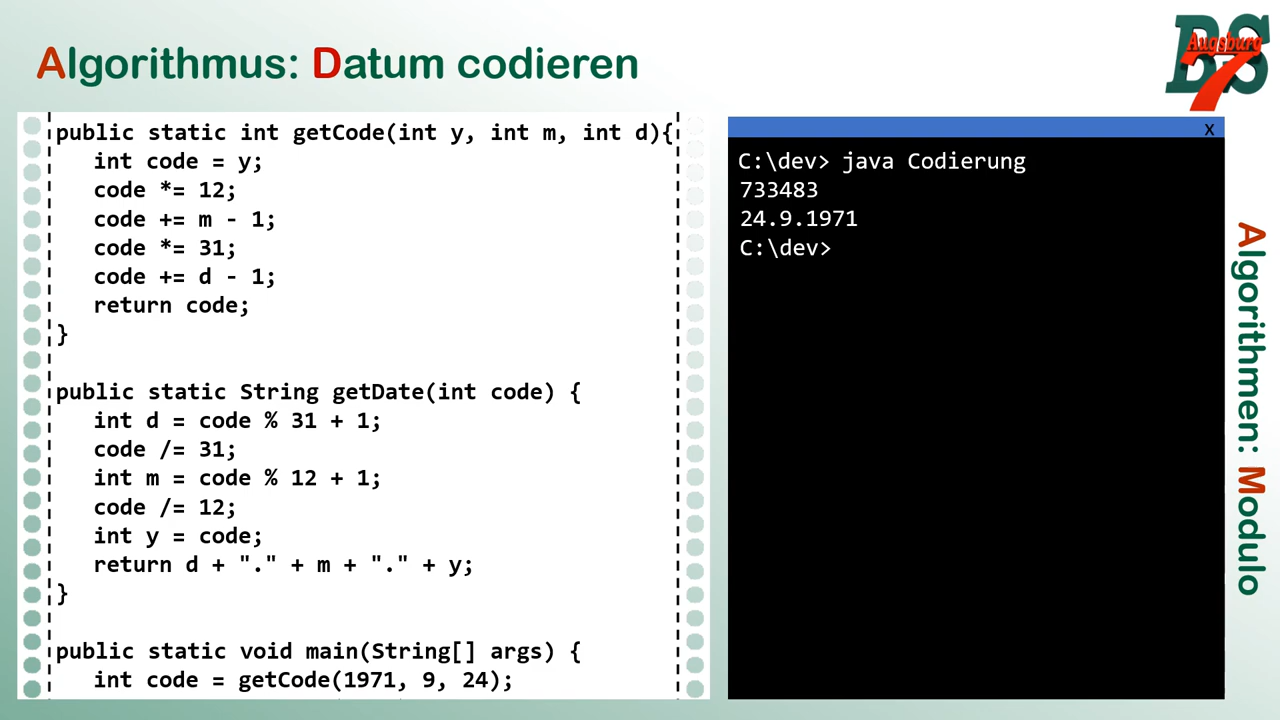 Algorithmus: Datum codieren
BS
Augsburg
7
public static int getCode(int y, int m, int d){
int code = y;
code *= 12;
code += m - 1;
code *= 31;
code += d - 1;
return code;
}
public static String getDate(int code) {
int d = code % 31 + 1;
code /= 31;
int m = code % 12 + 1;
code /= 12;
int y = code;
return d + "." + m + "." + y;
}
public static void main(String[] args) {
int code = getCode(1971, 9, 24);
x
C:\dev> java Codierung
733483
24.9.1971
C:\dev>
Algorithmen: Modulo